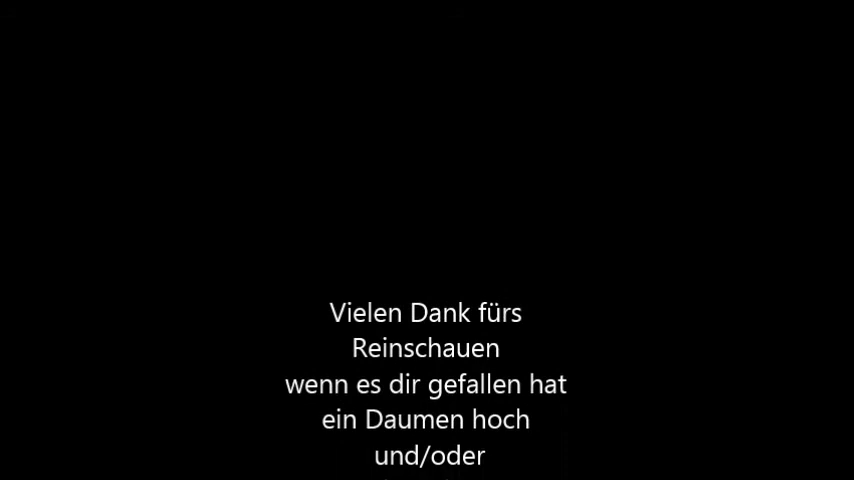 Vielen Dank fürs
Reinschauen
wenn es dir gefallen hat
ein Daumen hoch
und/oder